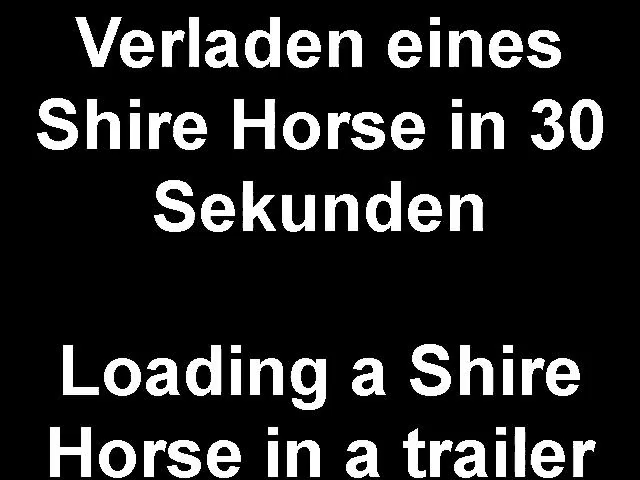 Verladen eines
Shire Horse in 30
Sekunden
Loading a Shire
Horse in a trailer